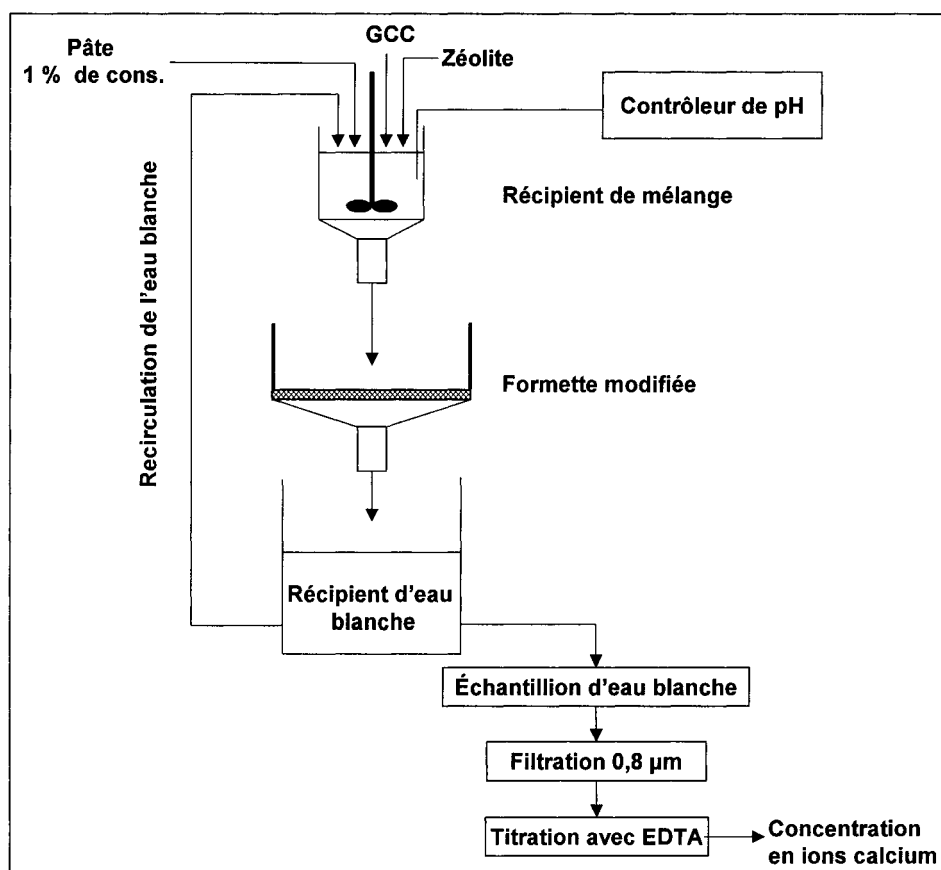 GCC
Pâte
1 % de cons.
Zéolite
Contrôleur de pH
Récipient de mélange
Recirculation de l'eau blanche
Formette modifiée
Récipient d'eau
blanche
Échantillion d'eau blanche
Filtration 0,8 µm
Titration avec EDTA
Concentration
en ions calcium